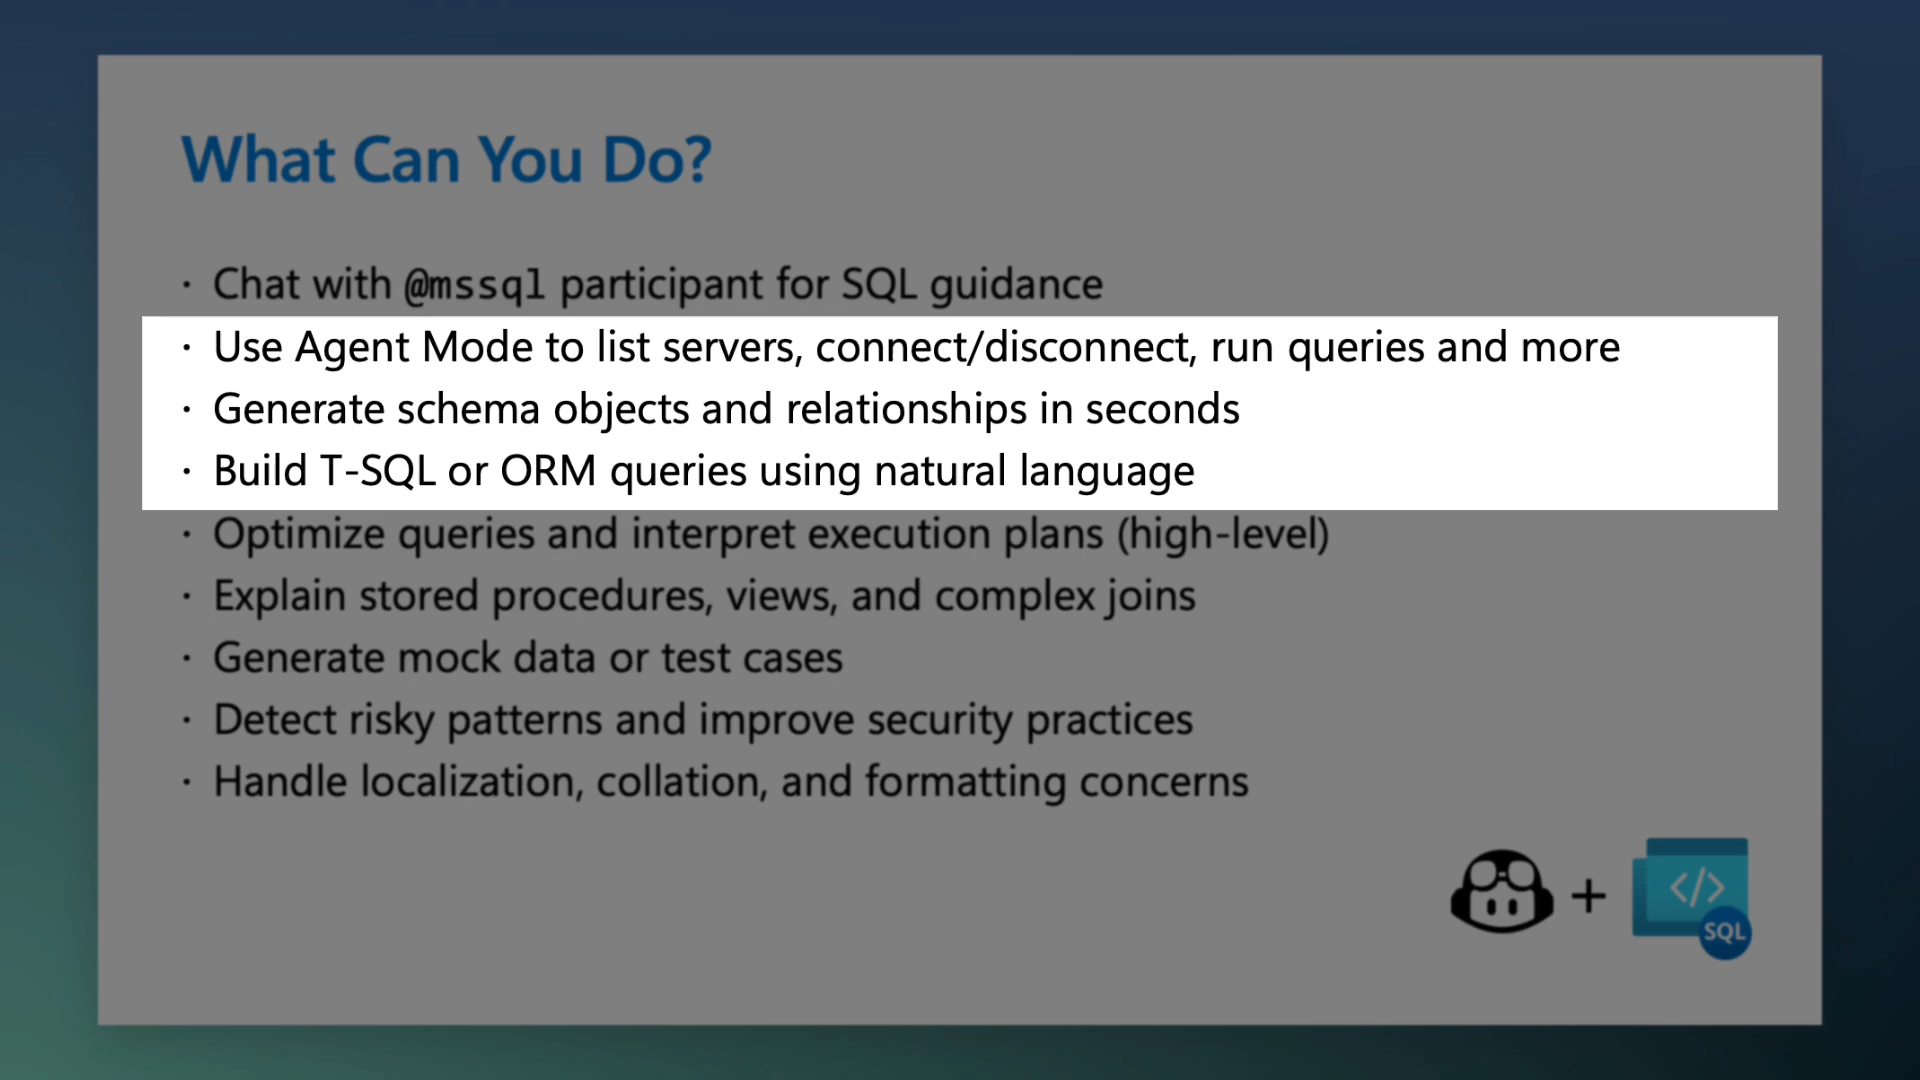 What Can You Do?
· Chat with @mssql participant for SQL guidance
· Use Agent Mode to list servers, connect/disconnect, run queries and more
· Generate schema objects and relationships in seconds
· Build T-SQL or ORM queries using natural language
· Optimize queries and interpret execution plans (high-level)
· Explain stored procedures, views, and complex joins
· Generate mock data or test cases
· Detect risky patterns and improve security practices
· Handle localization, collation, and formatting concerns
+
</>
SQL